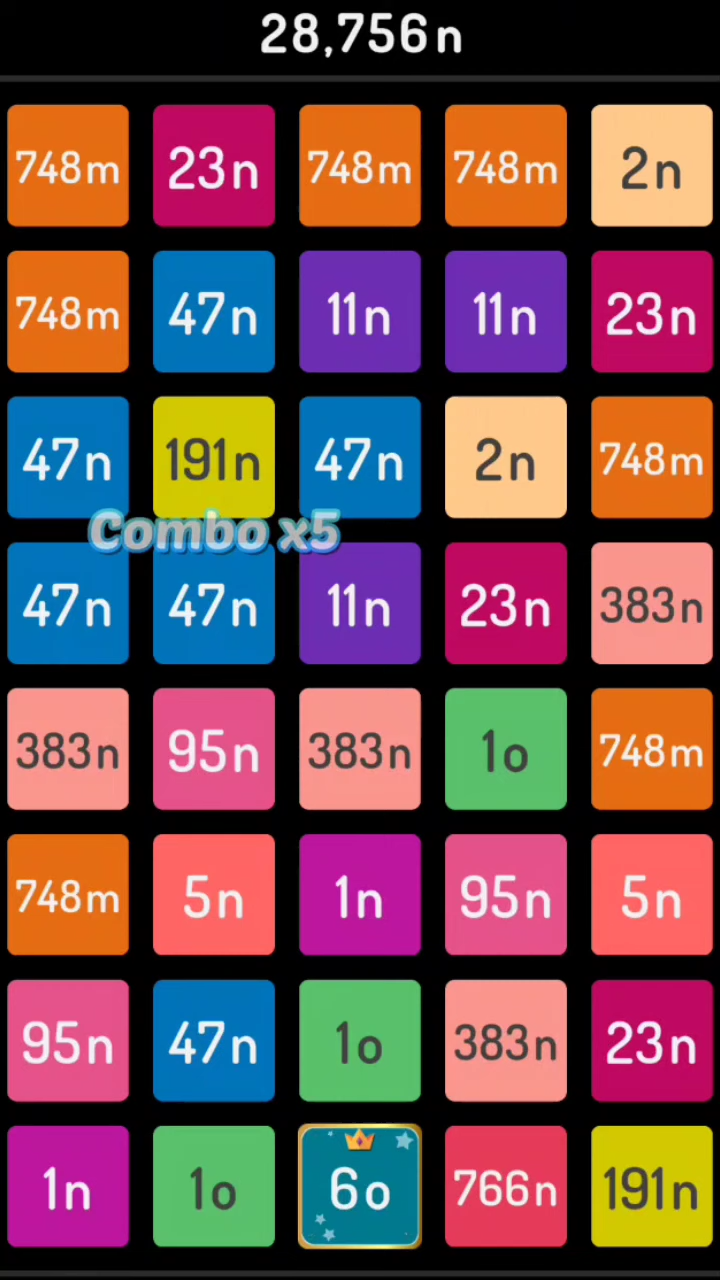 28,756n
748m 23n 748m 748m 2n
748m 47n 11n 11n 23n
47n 191n 47n 2n 748m
Combo x5
47n 47n 11n 23n 383n
383n 95n 383n 1o 748m
748m 5n 1n 95n 5n
95n 47n 1o 383n 23n
1n 1o 6o 766n 191n